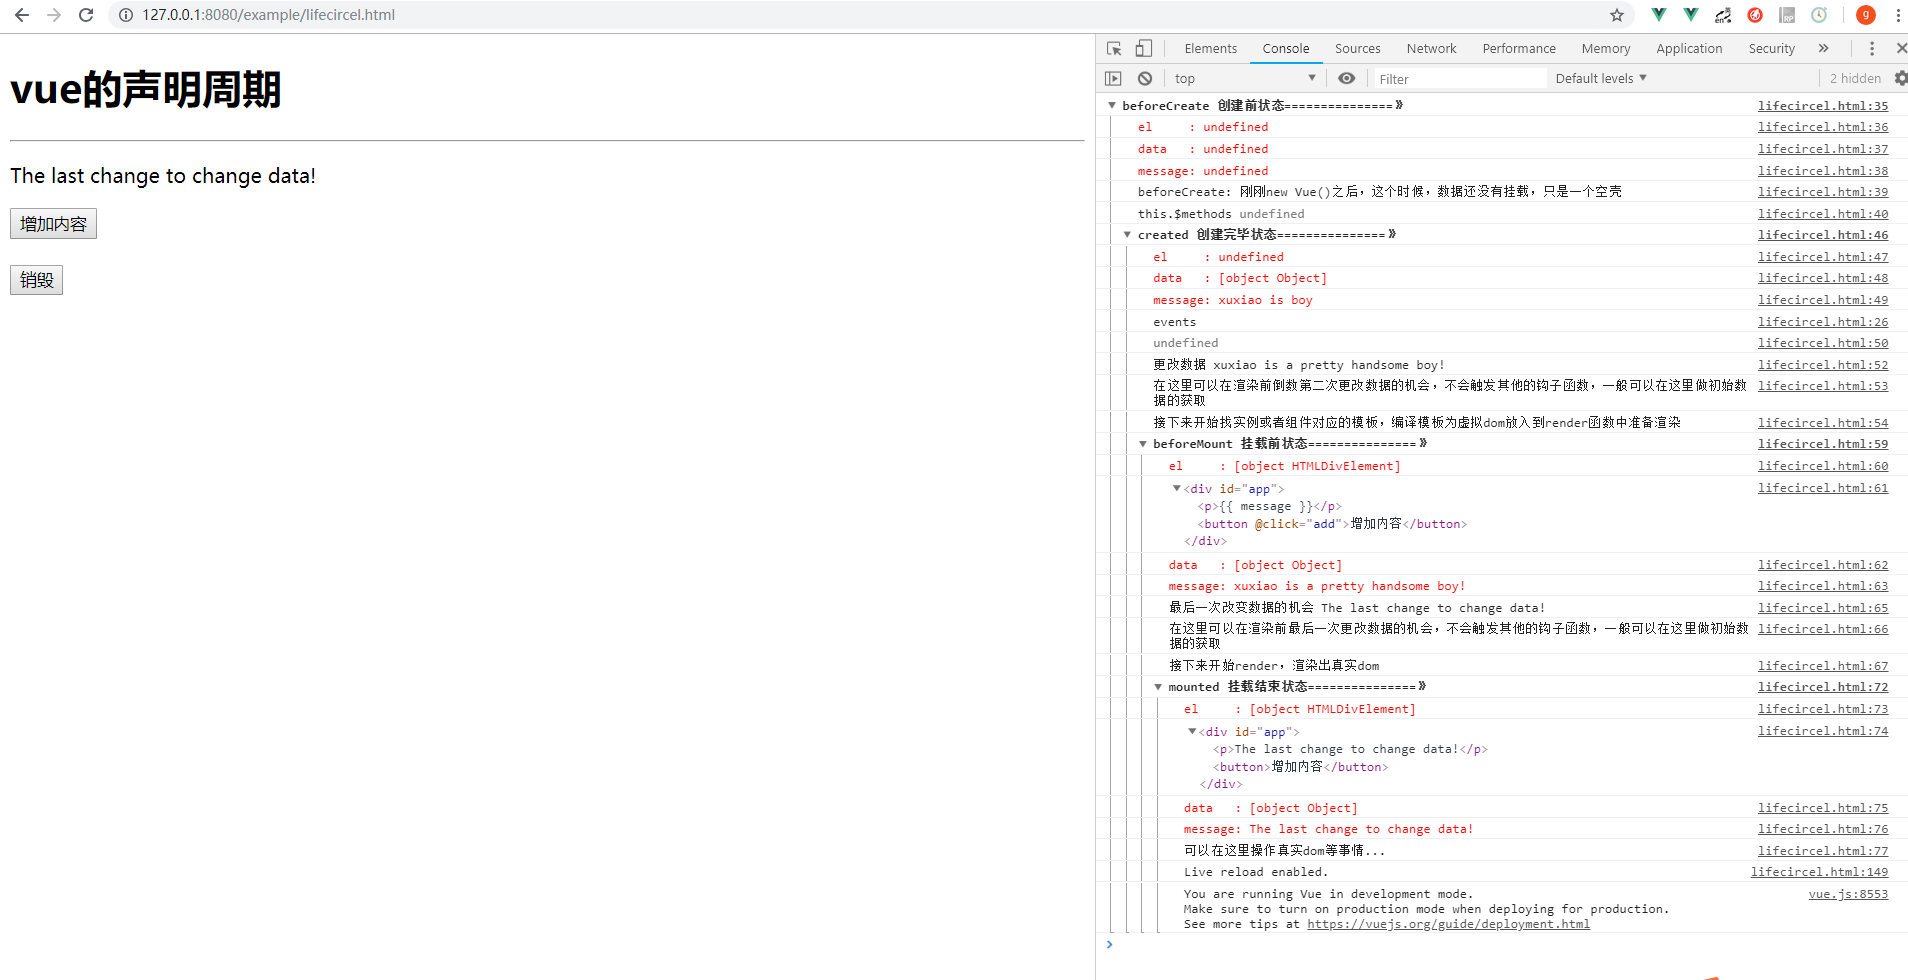 127.0.0.1:8080/example/lifecircel.html
g
vue的声明周期
The last change to change data!
增加内容
销毁
Elements Console Sources Network Performance Memory Application Security
top Filter Default levels 2 hidden
beforeCreate 创建前状态===============》 lifecircel.html:35
el : undefined lifecircel.html:36
data : undefined lifecircel.html:37
message: undefined lifecircel.html:38
beforeCreate: 刚刚new Vue()之后，这个时候，数据还没有挂载，只是一个空壳 lifecircel.html:39
this.$methods undefined lifecircel.html:40
created 创建完毕状态===============》 lifecircel.html:46
el : undefined lifecircel.html:47
data : [object Object] lifecircel.html:48
message: xuxiao is boy lifecircel.html:49
events lifecircel.html:26
undefined lifecircel.html:50
更改数据 xuxiao is a pretty handsome boy! lifecircel.html:52
在这里可以在渲染前倒数第二次更改数据的机会，不会触发其他的钩子函数，一般可以在这里做初始数 lifecircel.html:53
据的获取
接下来开始找实例或者组件对应的模板，编译模板为虚拟dom放入到render函数中准备渲染 lifecircel.html:54
beforeMount 挂载前状态===============》 lifecircel.html:59
el : [object HTMLDivElement] lifecircel.html:60
<div id="app"> lifecircel.html:61
<p>{{ message }}</p>
<button @click="add">增加内容</button>
</div>
data : [object Object] lifecircel.html:62
message: xuxiao is a pretty handsome boy! lifecircel.html:63
最后一次改变数据的机会 The last change to change data! lifecircel.html:65
在这里可以在渲染前最后一次更改数据的机会，不会触发其他的钩子函数，一般可以在这里做初始数 lifecircel.html:66
据的获取
接下来开始render，渲染出真实dom lifecircel.html:67
mounted 挂载结束状态===============》 lifecircel.html:72
el : [object HTMLDivElement] lifecircel.html:73
<div id="app"> lifecircel.html:74
<p>The last change to change data!</p>
<button>增加内容</button>
</div>
data : [object Object] lifecircel.html:75
message: The last change to change data! lifecircel.html:76
可以在这里操作真实dom等事情... lifecircel.html:77
Live reload enabled. lifecircel.html:149
You are running Vue in development mode. vue.js:8553
Make sure to turn on production mode when deploying for production.
See more tips at https://vuejs.org/guide/deployment.html